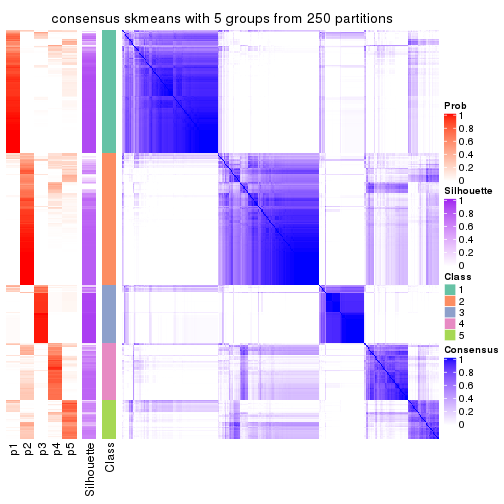 consensus skmeans with 5 groups from 250 partitions
Prob
1
0.8
0.6
0.4
0.2
0
Silhouette
1
0.8
0.6
0.4
0.2
0
Class
1
2
3
4
5
Consensus
1
0.8
0.6
0.4
0.2
0
p1
p2
p3
p4
p5
Silhouette
Class